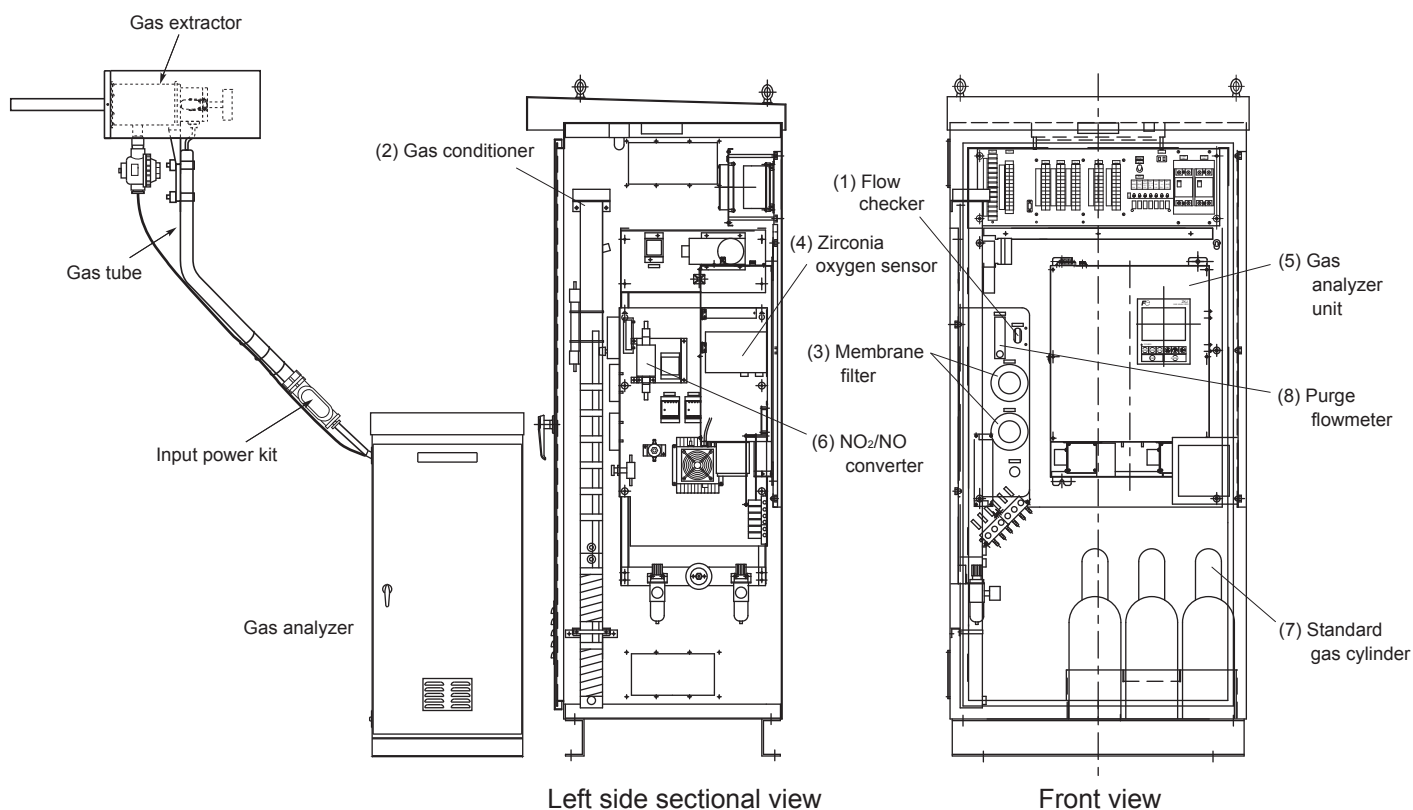 Gas extractor
(2) Gas conditioner
(1) Flow
checker
(4) Zirconia
oxygen sensor
(5) Gas
analyzer
unit
Gas tube
(3) Membrane
filter
(8) Purge
flowmeter
(6) NO₂/NO
converter
Input power kit
Gas analyzer
(7) Standard
gas cylinder
Left side sectional view
Front view